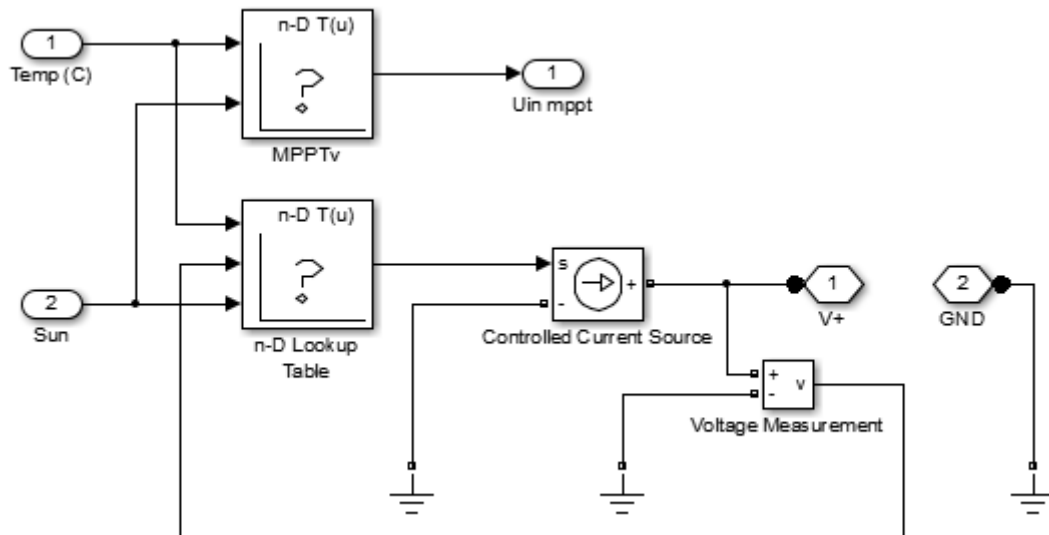 n-D T(u)
1
Temp (C)
?
MPPTv
1
Uin mppt
n-D T(u)
?
2
Sun
n-D Lookup
Table
s
-
+
Controlled Current Source
1
V+
2
GND
+
-
v
Voltage Measurement